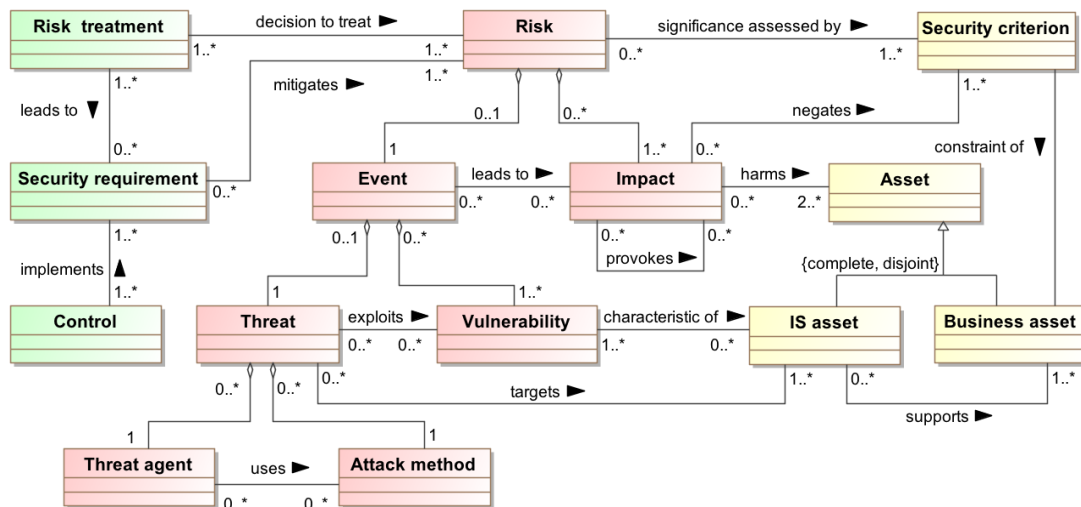 Risk treatment
decision to treat
Risk
significance assessed by
Security criterion
1..*
1..*
0..*
1..*
1..*
mitigates
1..*
1..*
leads to
0..1
0..*
negates
0..*
1
1..*
0..*
constraint of
Security requirement
0..*
Event
leads to
0..*
0..*
Impact
harms
0..*
2..*
Asset
1..*
0..1
0..*
0..*
0..*
provokes
implements
{complete, disjoint}
1..*
1
1..*
Control
Threat
exploits
0..*
0..*
Vulnerability
characteristic of
1..*
0..*
IS asset
Business asset
0..*
0..*
0..*
targets
1..*
0..*
1..*
supports
1
1
Threat agent
uses
Attack method
0..*
0..*